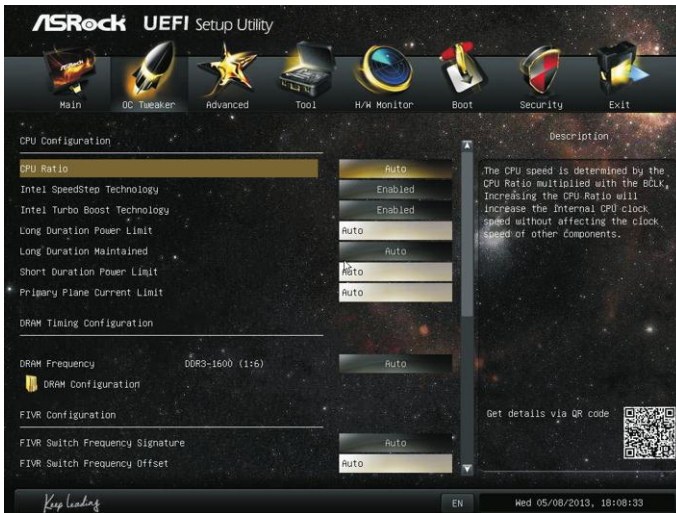 ASRock UEFI Setup Utility
Main
OC Tweaker
Advanced
Tool
H/W Monitor
Boot
Security
Exit
CPU Configuration
CPU Ratio Auto
Intel SpeedStep Technology Enabled
Intel Turbo Boost Technology Enabled
Long Duration Power Limit Auto
Long Duration Maintained Auto
Short Duration Power Limit Auto
Primary Plane Current Limit Auto
DRAM Timing Configuration
DRAM Frequency DDR3-1600 (1:6) Auto
DRAM Configuration
FIVR Configuration
FIVR Switch Frequency Signature Auto
FIVR Switch Frequency Offset Auto
Description
The CPU speed is determined by the
CPU Ratio multiplied with the BCLK.
Increasing the CPU Ratio will
increase the internal CPU clock
speed without affecting the clock
speed of other components.
Get details via QR code
Keep Leading
EN
Wed 05/08/2013, 18:08:33